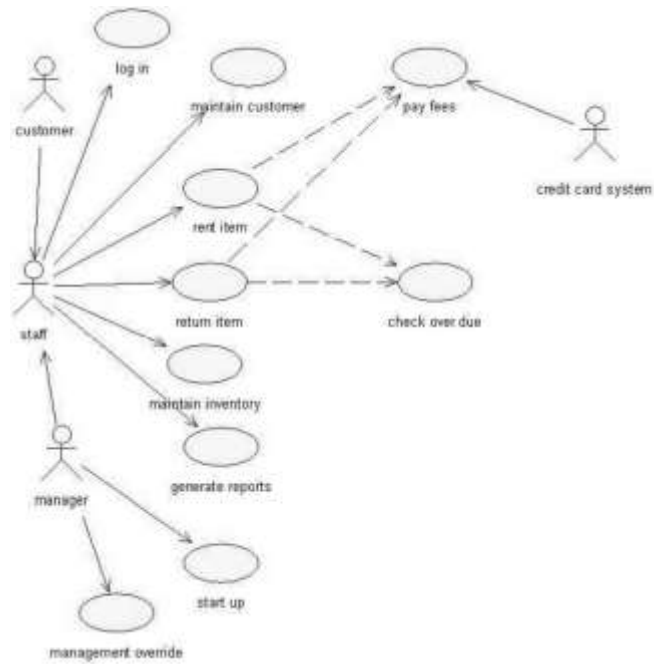 log in
maintain customer
pay fees
customer
credit card system
rent item
return item
check over due
staff
maintain inventory
generate reports
manager
start up
management override